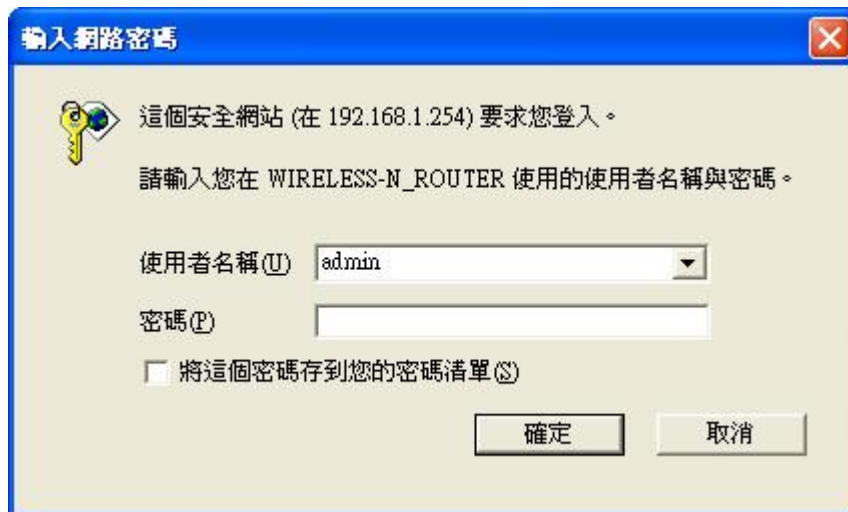 輸入網路密碼
這個安全網站 (在 192.168.1.254) 要求您登入。
請輸入您在 WIRELESS-N_ROUTER 使用的使用者名稱與密碼。
使用者名稱(U) admin
密碼(P)
將這個密碼存到您的密碼清單(S)
確定 取消